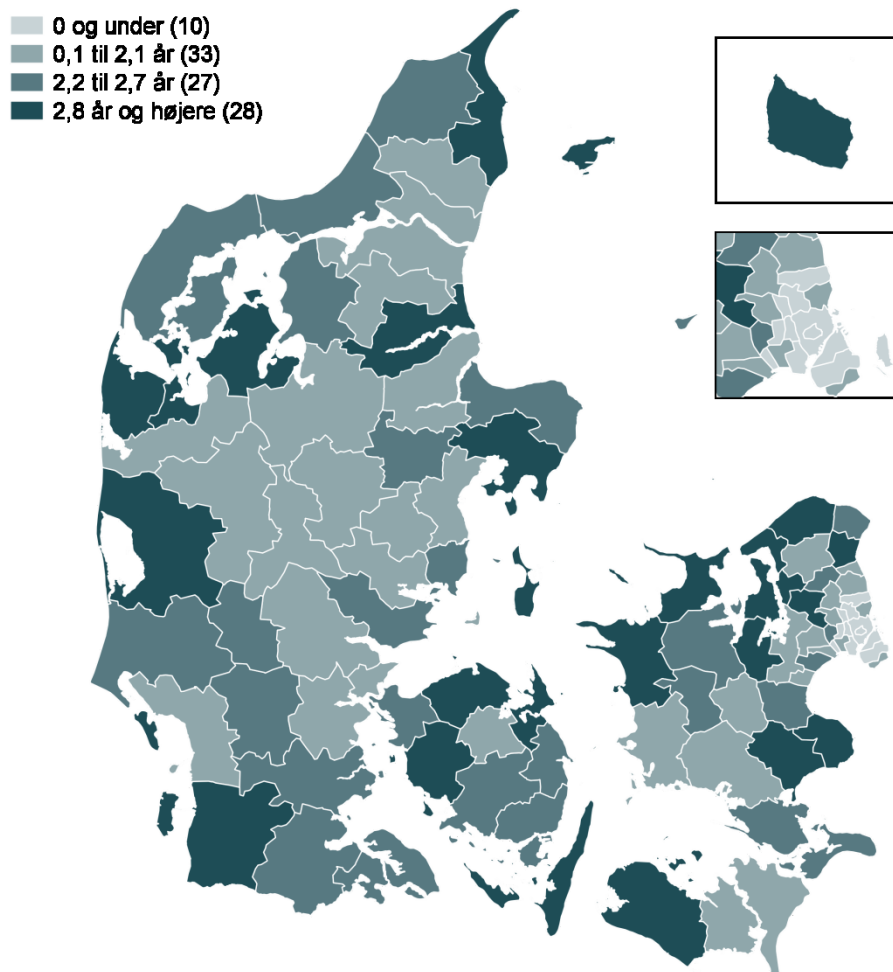 0 og under (10)
0,1 til 2,1 år (33)
2,2 til 2,7 år (27)
2,8 år og højere (28)